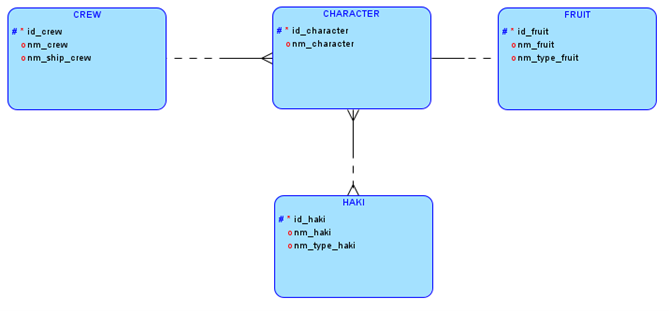 CREW
# * id_crew
o nm_crew
o nm_ship_crew
CHARACTER
# * id_character
o nm_character
FRUIT
# * id_fruit
o nm_fruit
o nm_type_fruit
HAKI
# * id_haki
o nm_haki
o nm_type_haki